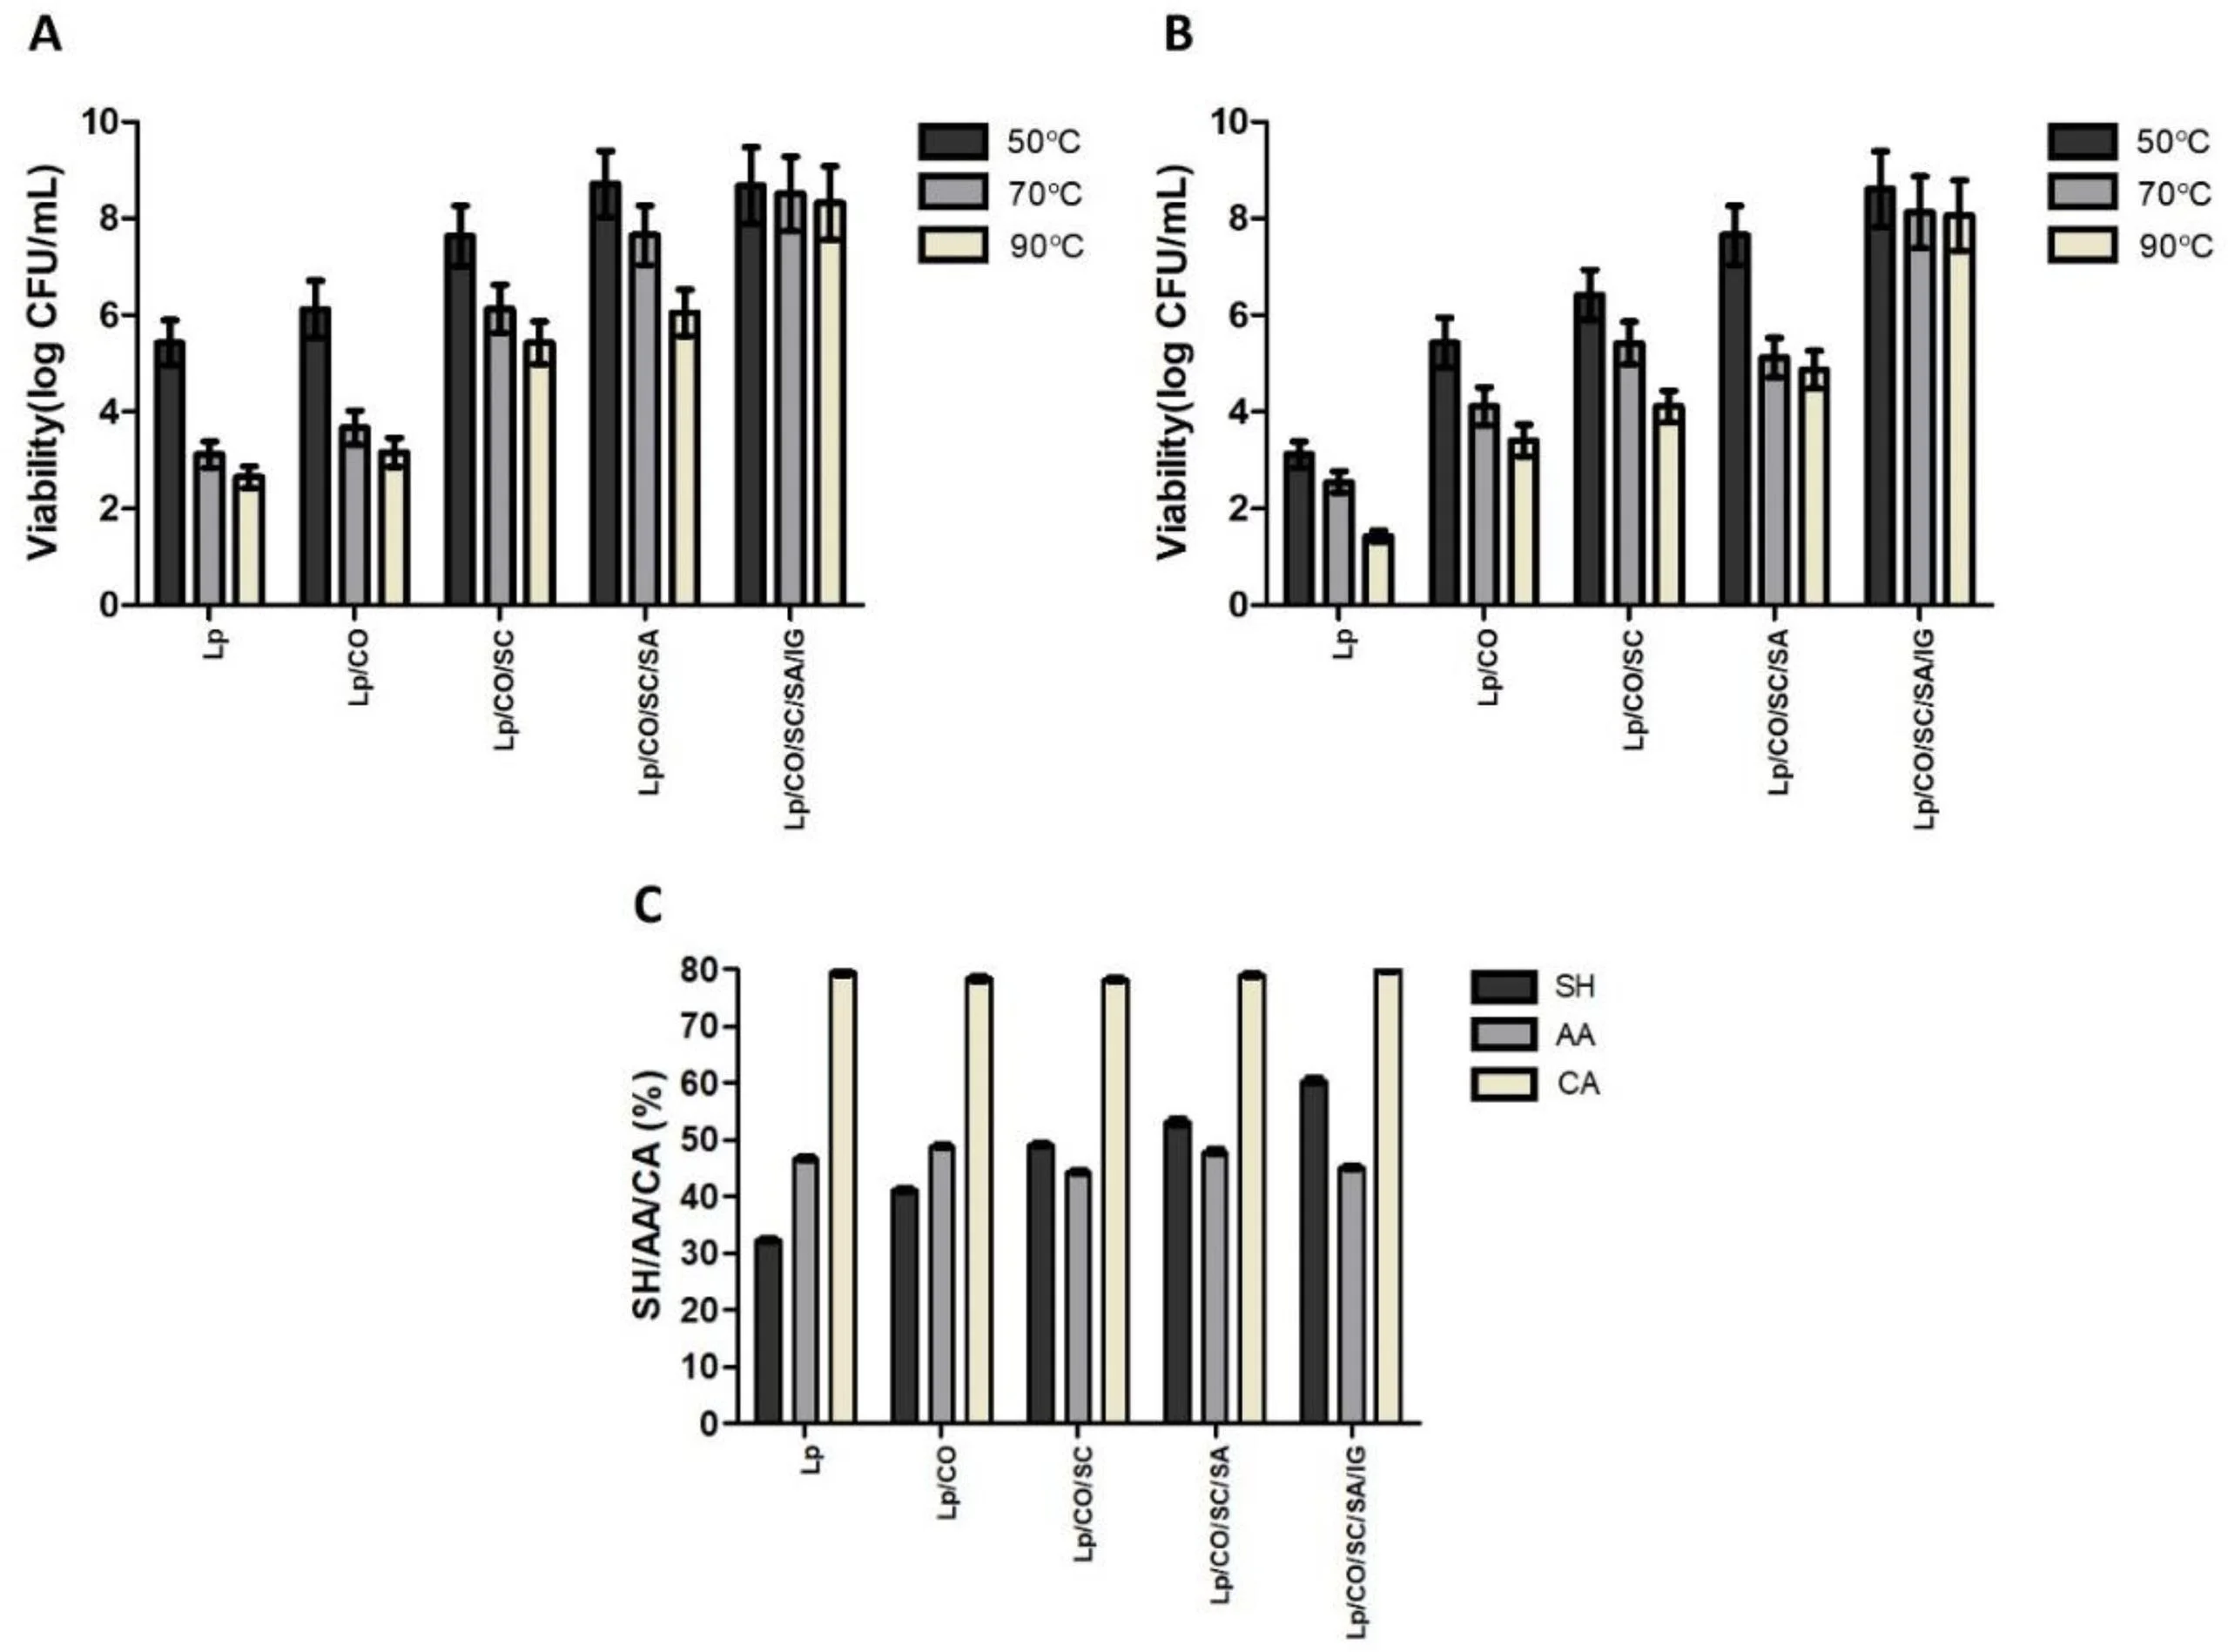 A
Viability(log CFU/mL)
10
8
6
4
2
0
Lp
Lp/CO
Lp/CO/SC
Lp/CO/SC/SA
Lp/CO/SC/SA/IG
50°C
70°C
90°C
B
Viability(log CFU/mL)
10
8
6
4
2
0
Lp
Lp/CO
Lp/CO/SC
Lp/CO/SC/SA
Lp/CO/SC/SA/IG
50°C
70°C
90°C
C
SH/AA/CA (%)
80
70
60
50
40
30
20
10
0
Lp
Lp/CO
Lp/CO/SC
Lp/CO/SC/SA
Lp/CO/SC/SA/IG
SH
AA
CA